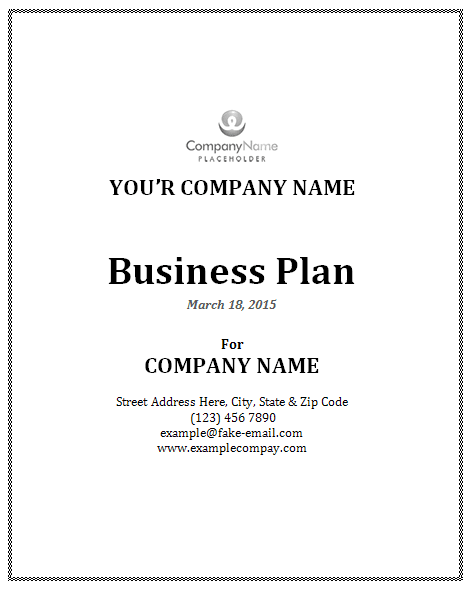 CompanyName
PLACEHOLDER
YOU'R COMPANY NAME
Business Plan
March 18, 2015
For
COMPANY NAME
Street Address Here, City, State & Zip Code
(123) 456 7890
example@fake-email.com
www.examplecompay.com